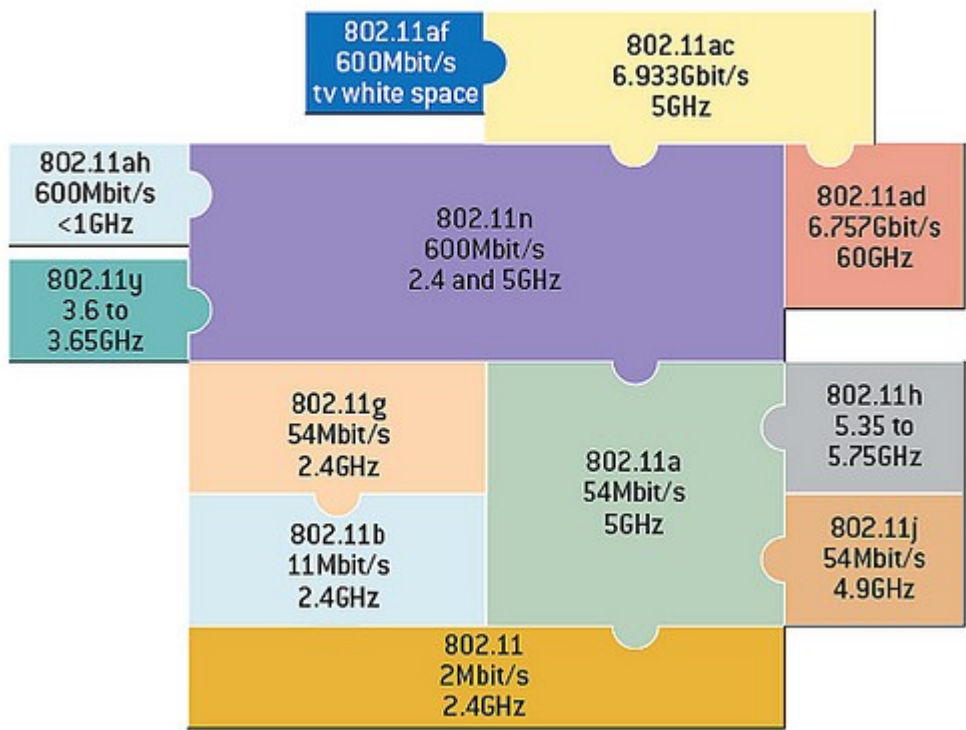 802.11af
600Mbit/s
tv white space
802.11ac
6.933Gbit/s
5GHz
802.11ah
600Mbit/s
<1GHz
802.11n
600Mbit/s
2.4 and 5GHz
802.11ad
6.757Gbit/s
60GHz
802.11y
3.6 to
3.65GHz
802.11g
54Mbit/s
2.4GHz
802.11a
54Mbit/s
5GHz
802.11h
5.35 to
5.75GHz
802.11b
11Mbit/s
2.4GHz
802.11j
54Mbit/s
4.9GHz
802.11
2Mbit/s
2.4GHz